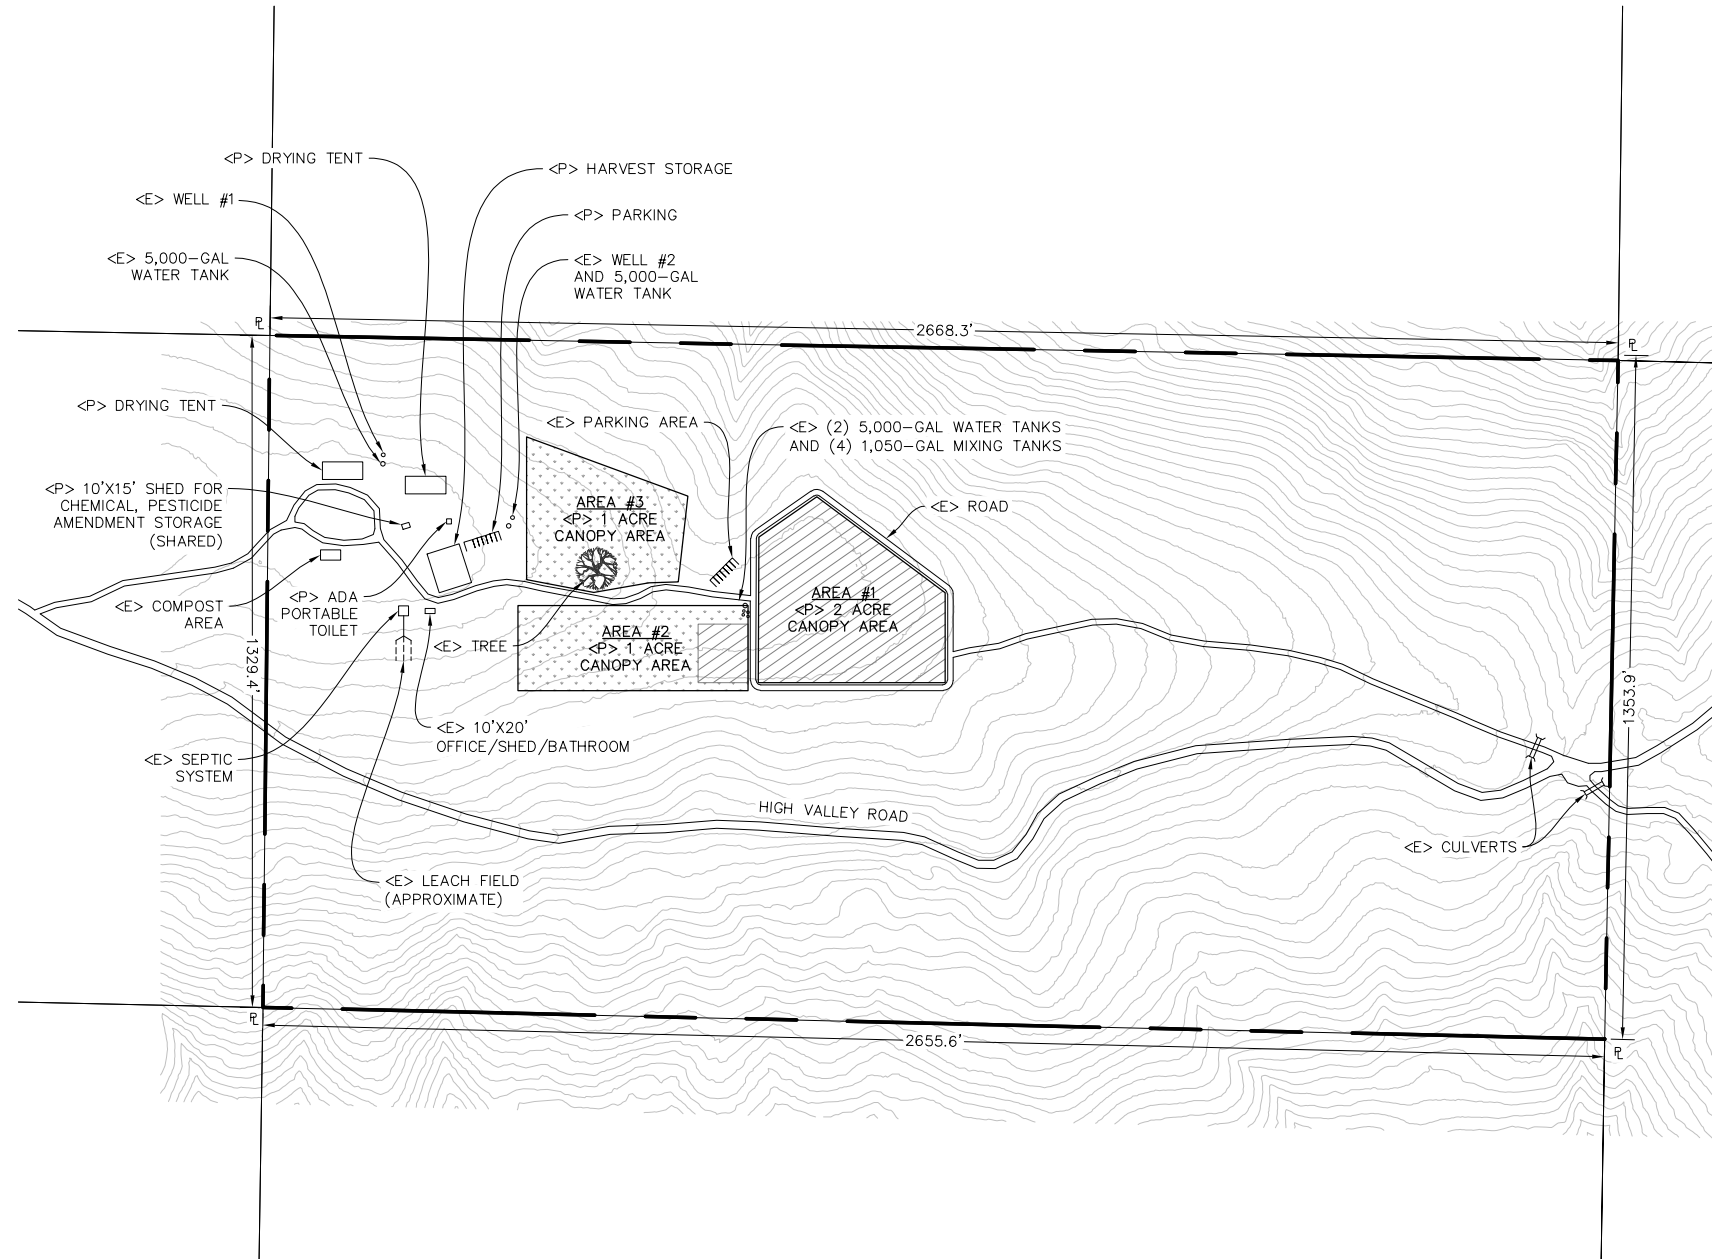 <P> DRYING TENT
<P> HARVEST STORAGE
<E> WELL #1
<P> PARKING
<E> 5,000-GAL
WATER TANK
<E> WELL #2
AND 5,000-GAL
WATER TANK
PL
2668.3'
PL
<P> DRYING TENT
<E> PARKING AREA
<E> (2) 5,000-GAL WATER TANKS
AND (4) 1,050-GAL MIXING TANKS
<P> 10'X15' SHED FOR
CHEMICAL, PESTICIDE
AMENDMENT STORAGE
(SHARED)
AREA #3
<P> 1 ACRE
CANOPY AREA
<E> ROAD
<E> COMPOST
AREA
<P> ADA
PORTABLE
TOILET
AREA #1
<P> 2 ACRE
CANOPY AREA
<E> TREE
AREA #2
<P> 1 ACRE
CANOPY AREA
1329.4'
1353.9'
<E> 10'X20'
OFFICE/SHED/BATHROOM
<E> SEPTIC
SYSTEM
HIGH VALLEY ROAD
<E> CULVERTS
<E> LEACH FIELD
(APPROXIMATE)
PL
2655.6'
PL